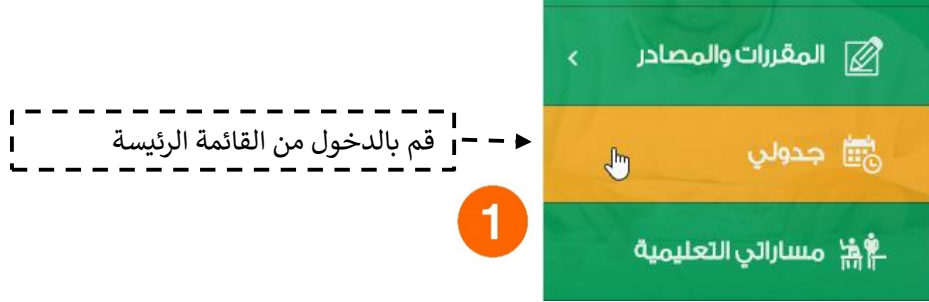 المقررات والمصادر
جدولي
قم بالدخول من القائمة الرئيسة
1
مساراتي التعليمية